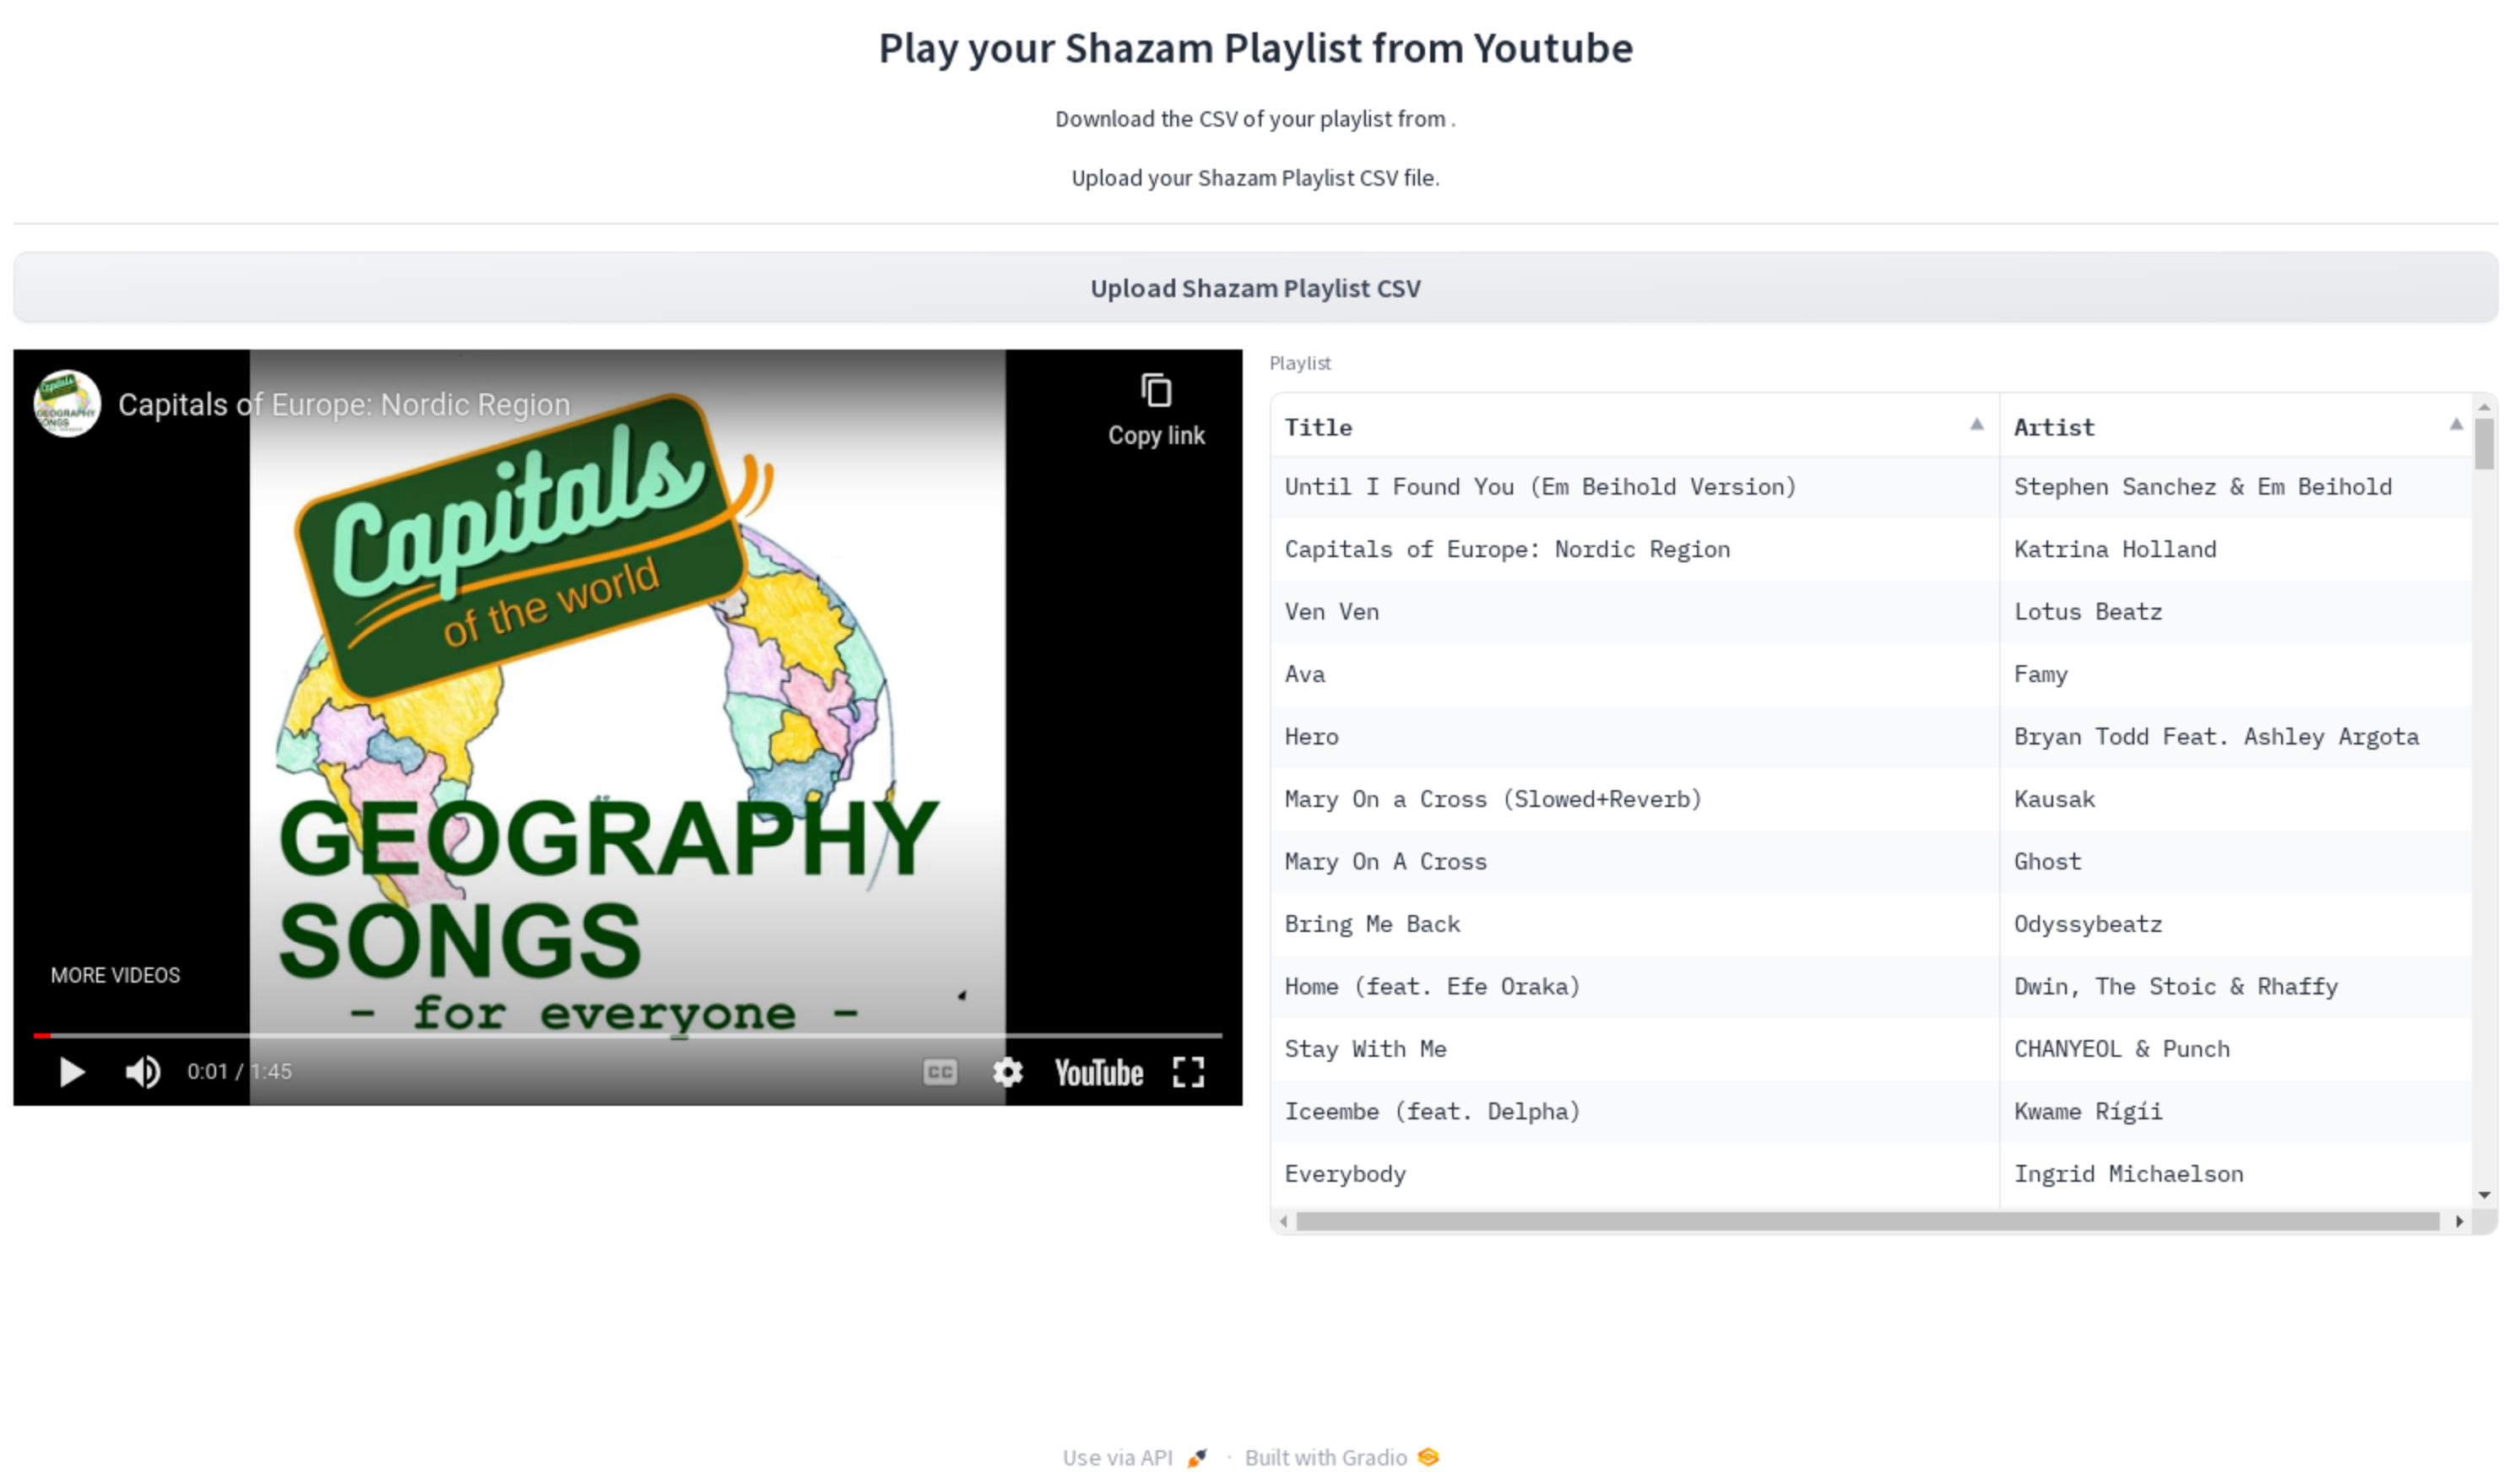 Play your Shazam Playlist from Youtube
Download the CSV of your playlist from .
Upload your Shazam Playlist CSV file.
Upload Shazam Playlist CSV
Capitals of Europe: Nordic Region
Copy link
Capitals
of the world
GEOGRAPHY
SONGS
- for everyone -
MORE VIDEOS
0:01 / 1:45
CC
YouTube
Playlist
Title Artist
Until I Found You (Em Beihold Version) Stephen Sanchez & Em Beihold
Capitals of Europe: Nordic Region Katrina Holland
Ven Ven Lotus Beatz
Ava Famy
Hero Bryan Todd Feat. Ashley Argota
Mary On a Cross (Slowed+Reverb) Kausak
Mary On A Cross Ghost
Bring Me Back Odyssybeatz
Home (feat. Efe Oraka) Dwin, The Stoic & Rhaffy
Stay With Me CHANYEOL & Punch
Iceembe (feat. Delpha) Kwame Rígíi
Everybody Ingrid Michaelson
Use via API · Built with Gradio